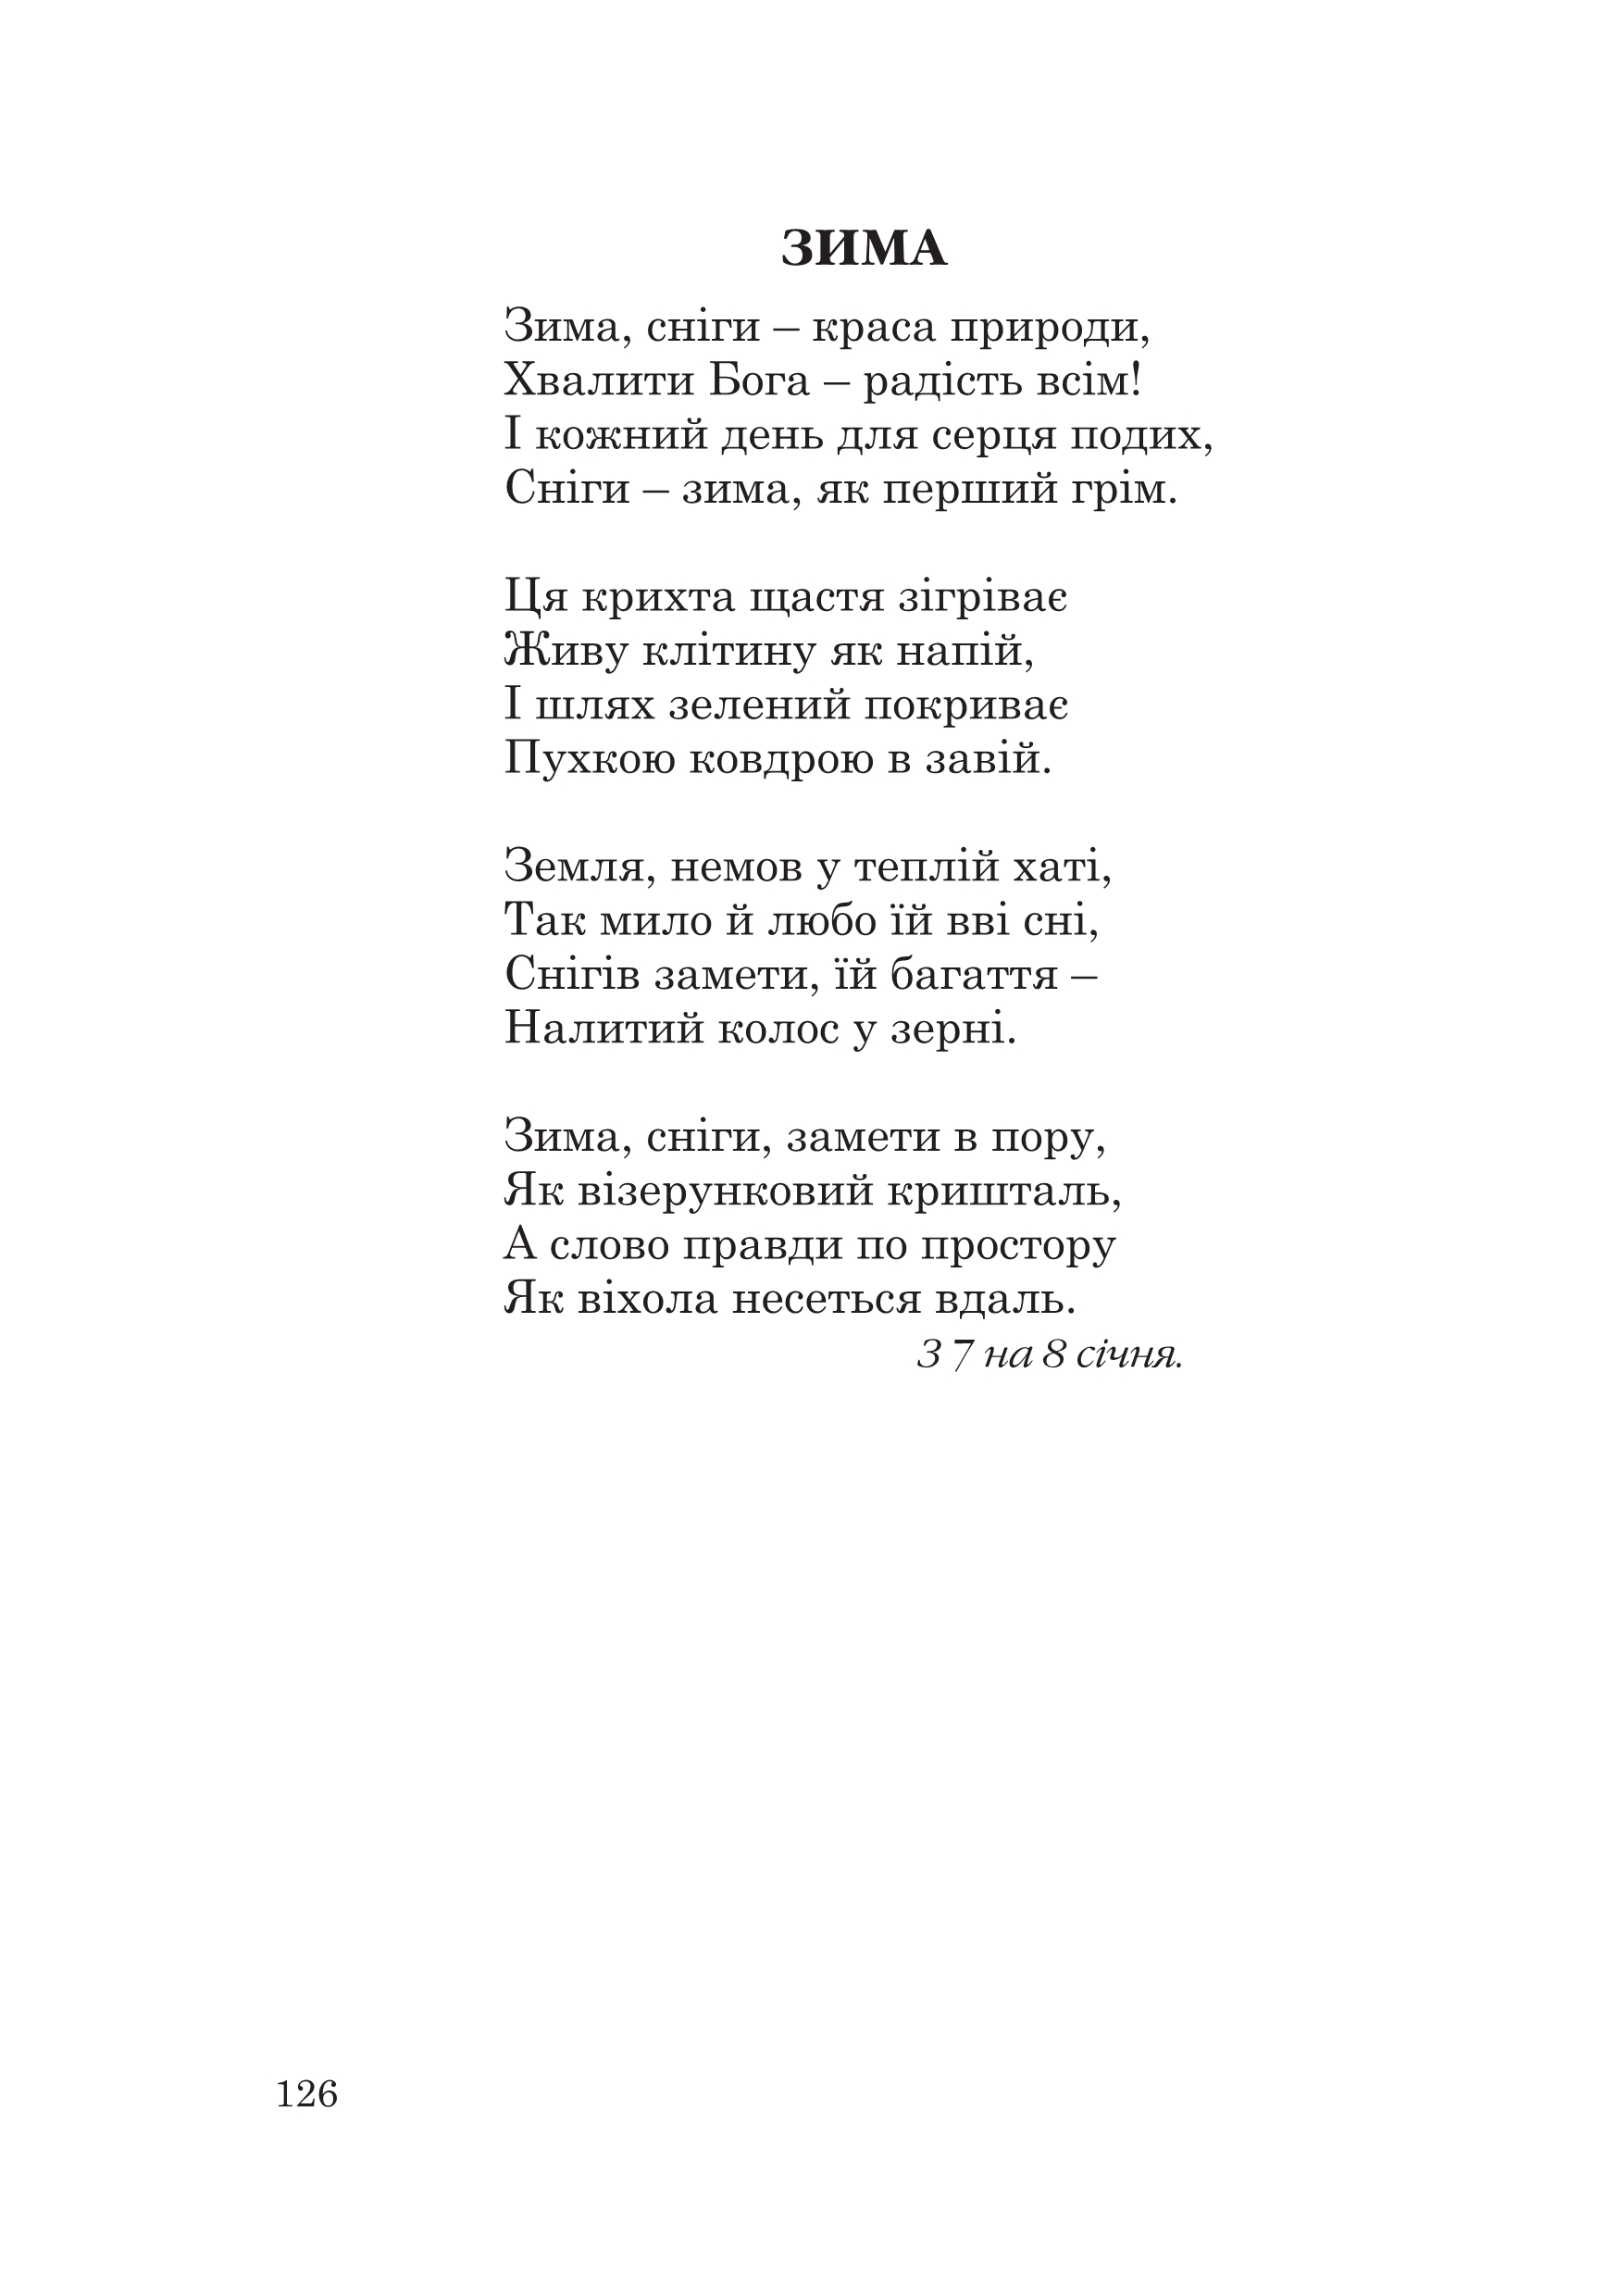 ЗИМА
Зима, сніги – краса природи,
Хвалити Бога – радість всім!
І кожний день для серця подих,
Сніги – зима, як перший грім.
Ця крихта щастя зігріває
Живу клітину як напій,
І шлях зелений покриває
Пухкою ковдрою в завій.
Земля, немов у теплій хаті,
Так мило й любо їй вві сні,
Снігів замети, їй багаття –
Налитий колос у зерні.
Зима, сніги, замети в пору,
Як візерунковий кришталь,
А слово правди по простору
Як віхола несеться вдаль.
З 7 на 8 січня.
126